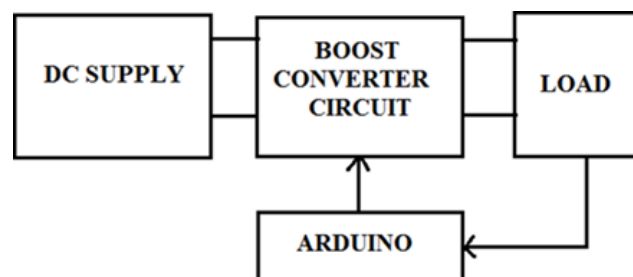 DC SUPPLY
BOOST
CONVERTER
CIRCUIT
LOAD
ARDUINO